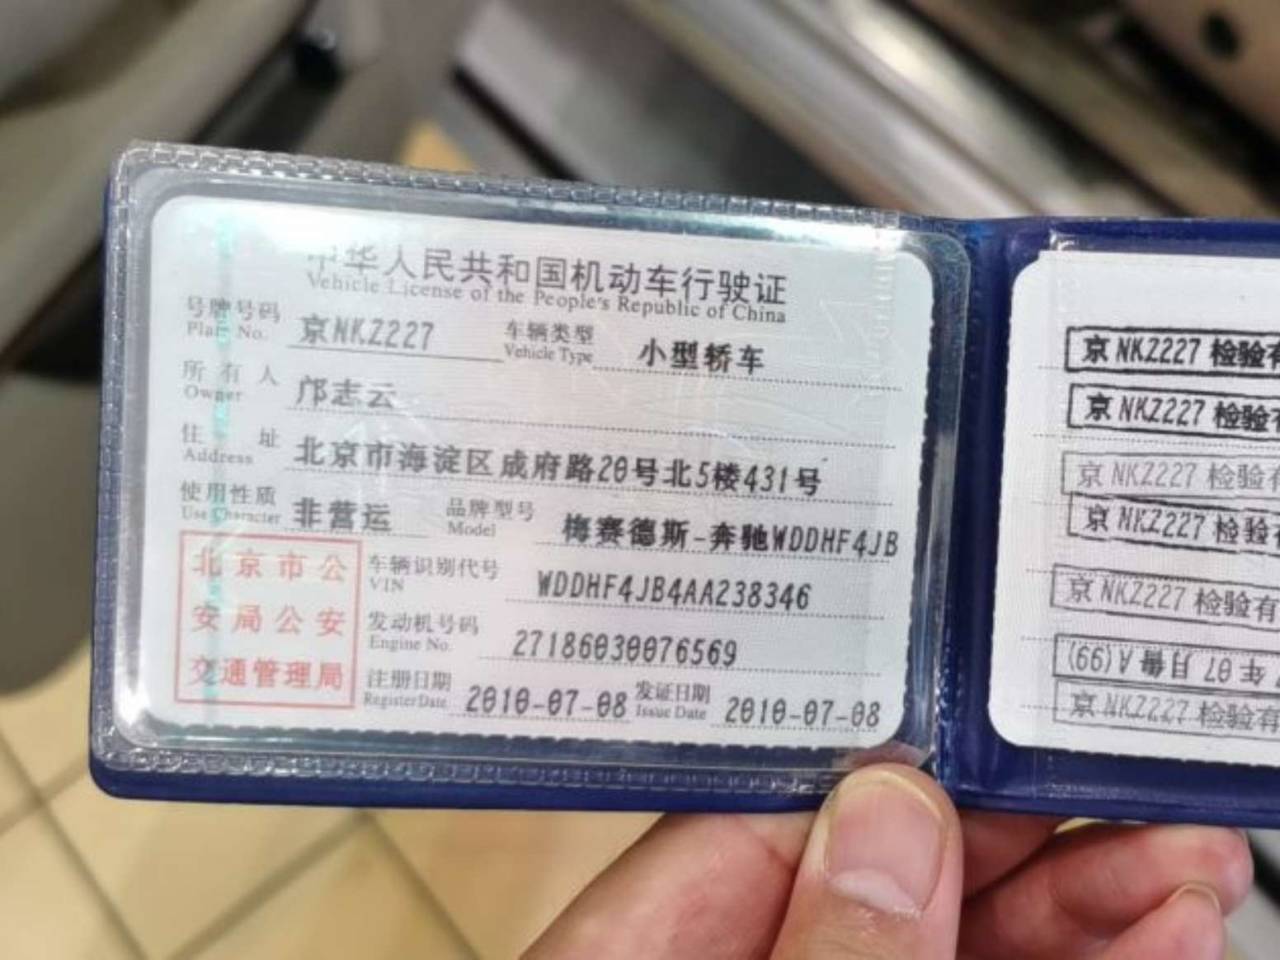 中华人民共和国机动车行驶证
Vehicle License of the People's Republic of China
号牌号码 京NKZ227 车辆类型 小型轿车
Plate No. Vehicle Type
所有人 邝志云
Owner
住址 北京市海淀区成府路20号北5楼431号
Address
使用性质 非营运 品牌型号 梅赛德斯-奔驰WDDHF4JB
Use Character Model
北京市公
安局公安
交通管理局
车辆识别代号 WDDHF4JB4AA238346
VIN
发动机号码 27186030076569
Engine No.
注册日期 2010-07-08 发证日期 2010-07-08
Register Date Issue Date
京NKZ227 检验有
京NKZ227 检验有
京NKZ227 检验有
京NKZ227 检验有
京NKZ227 检验有
年 07 月份 A (99)
京NKZ227 检验有